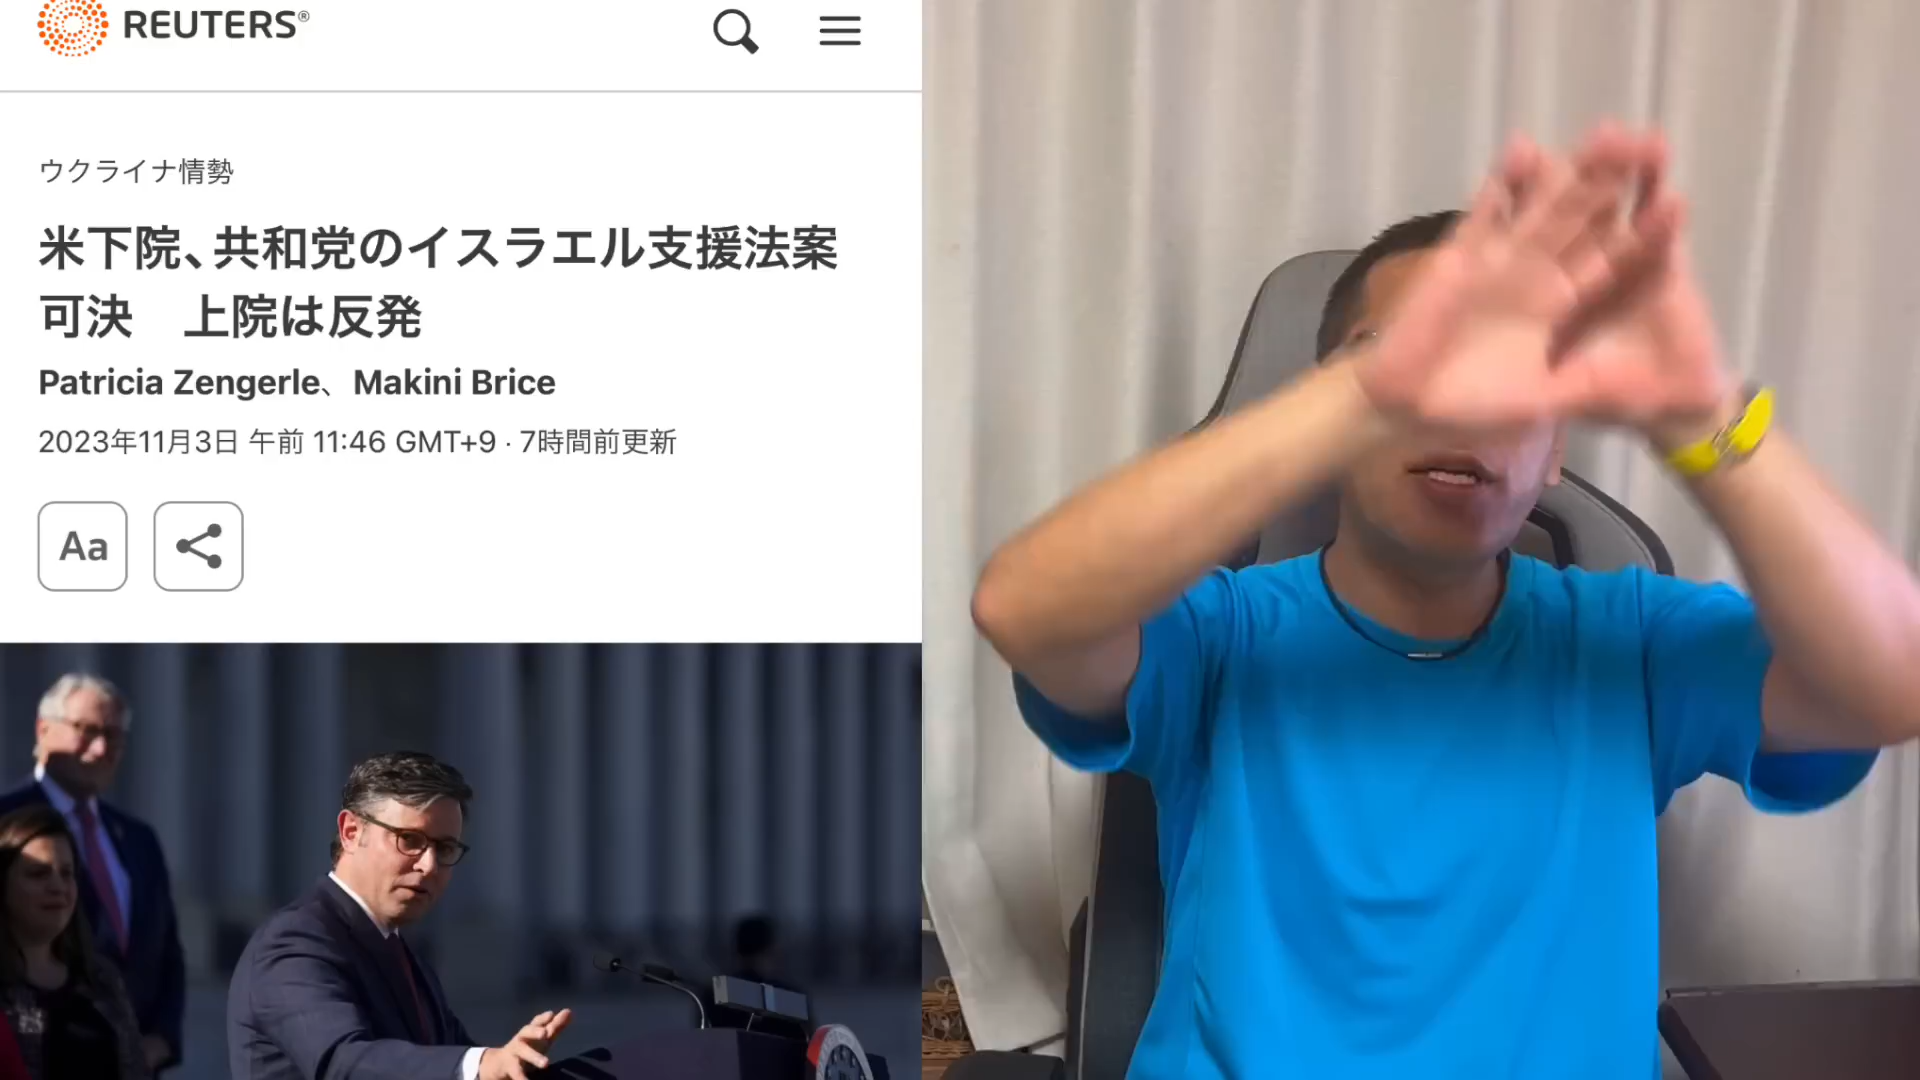 REUTERS®
ウクライナ情勢
米下院、共和党のイスラエル支援法案
可決　上院は反発
Patricia Zengerle、Makini Brice
2023年11月3日 午前 11:46 GMT+9 · 7時間前更新
Aa